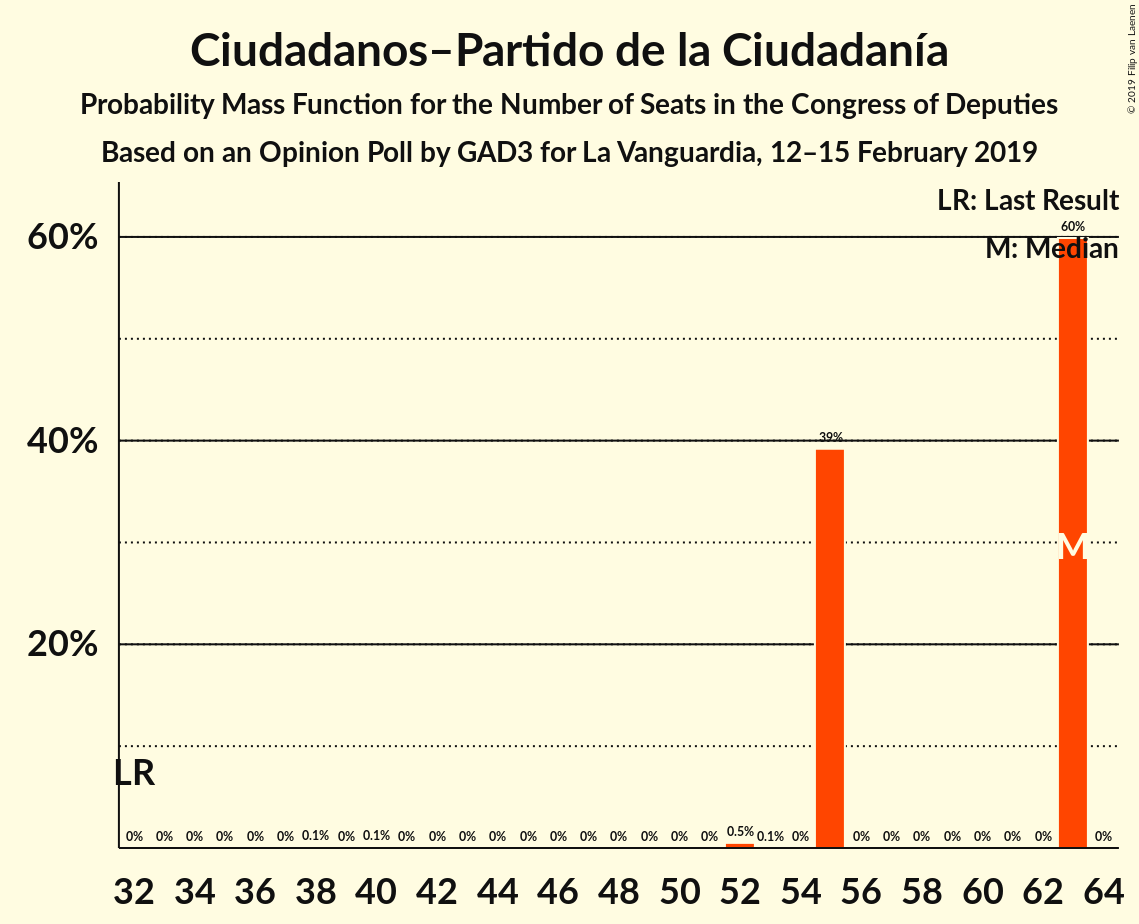 Ciudadanos–Partido de la Ciudadanía
Probability Mass Function for the Number of Seats in the Congress of Deputies
Based on an Opinion Poll by GAD3 for La Vanguardia, 12–15 February 2019
© 2019 Filip van Laenen
LR: Last Result
M: Median
60%
40%
20%
60%
39%
M
LR
0% 0% 0% 0% 0% 0% 0.1% 0% 0.1% 0% 0% 0% 0% 0% 0% 0% 0% 0% 0% 0% 0.5% 0.1% 0% 0% 0% 0% 0% 0% 0% 0% 0%
32 34 36 38 40 42 44 46 48 50 52 54 56 58 60 62 64